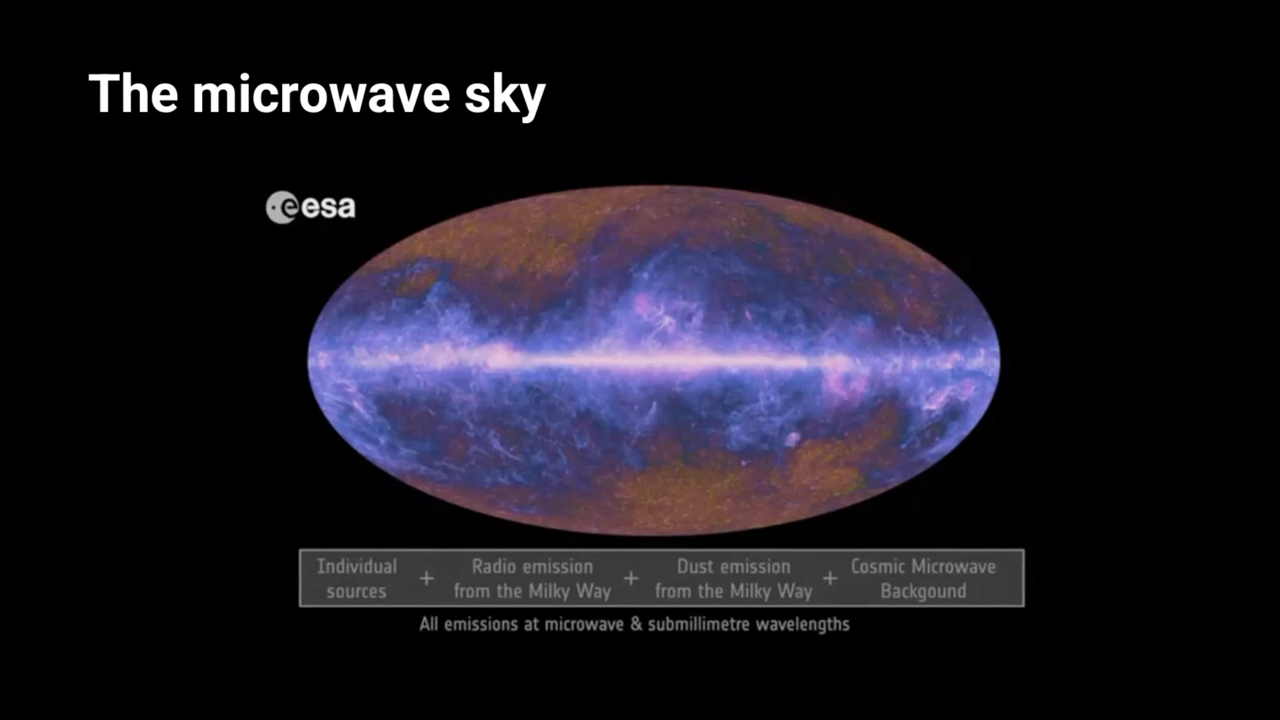 The microwave sky
esa
Individual
sources
+
Radio emission
from the Milky Way
+
Dust emission
from the Milky Way
+
Cosmic Microwave
Backgound
All emissions at microwave & submillimetre wavelengths